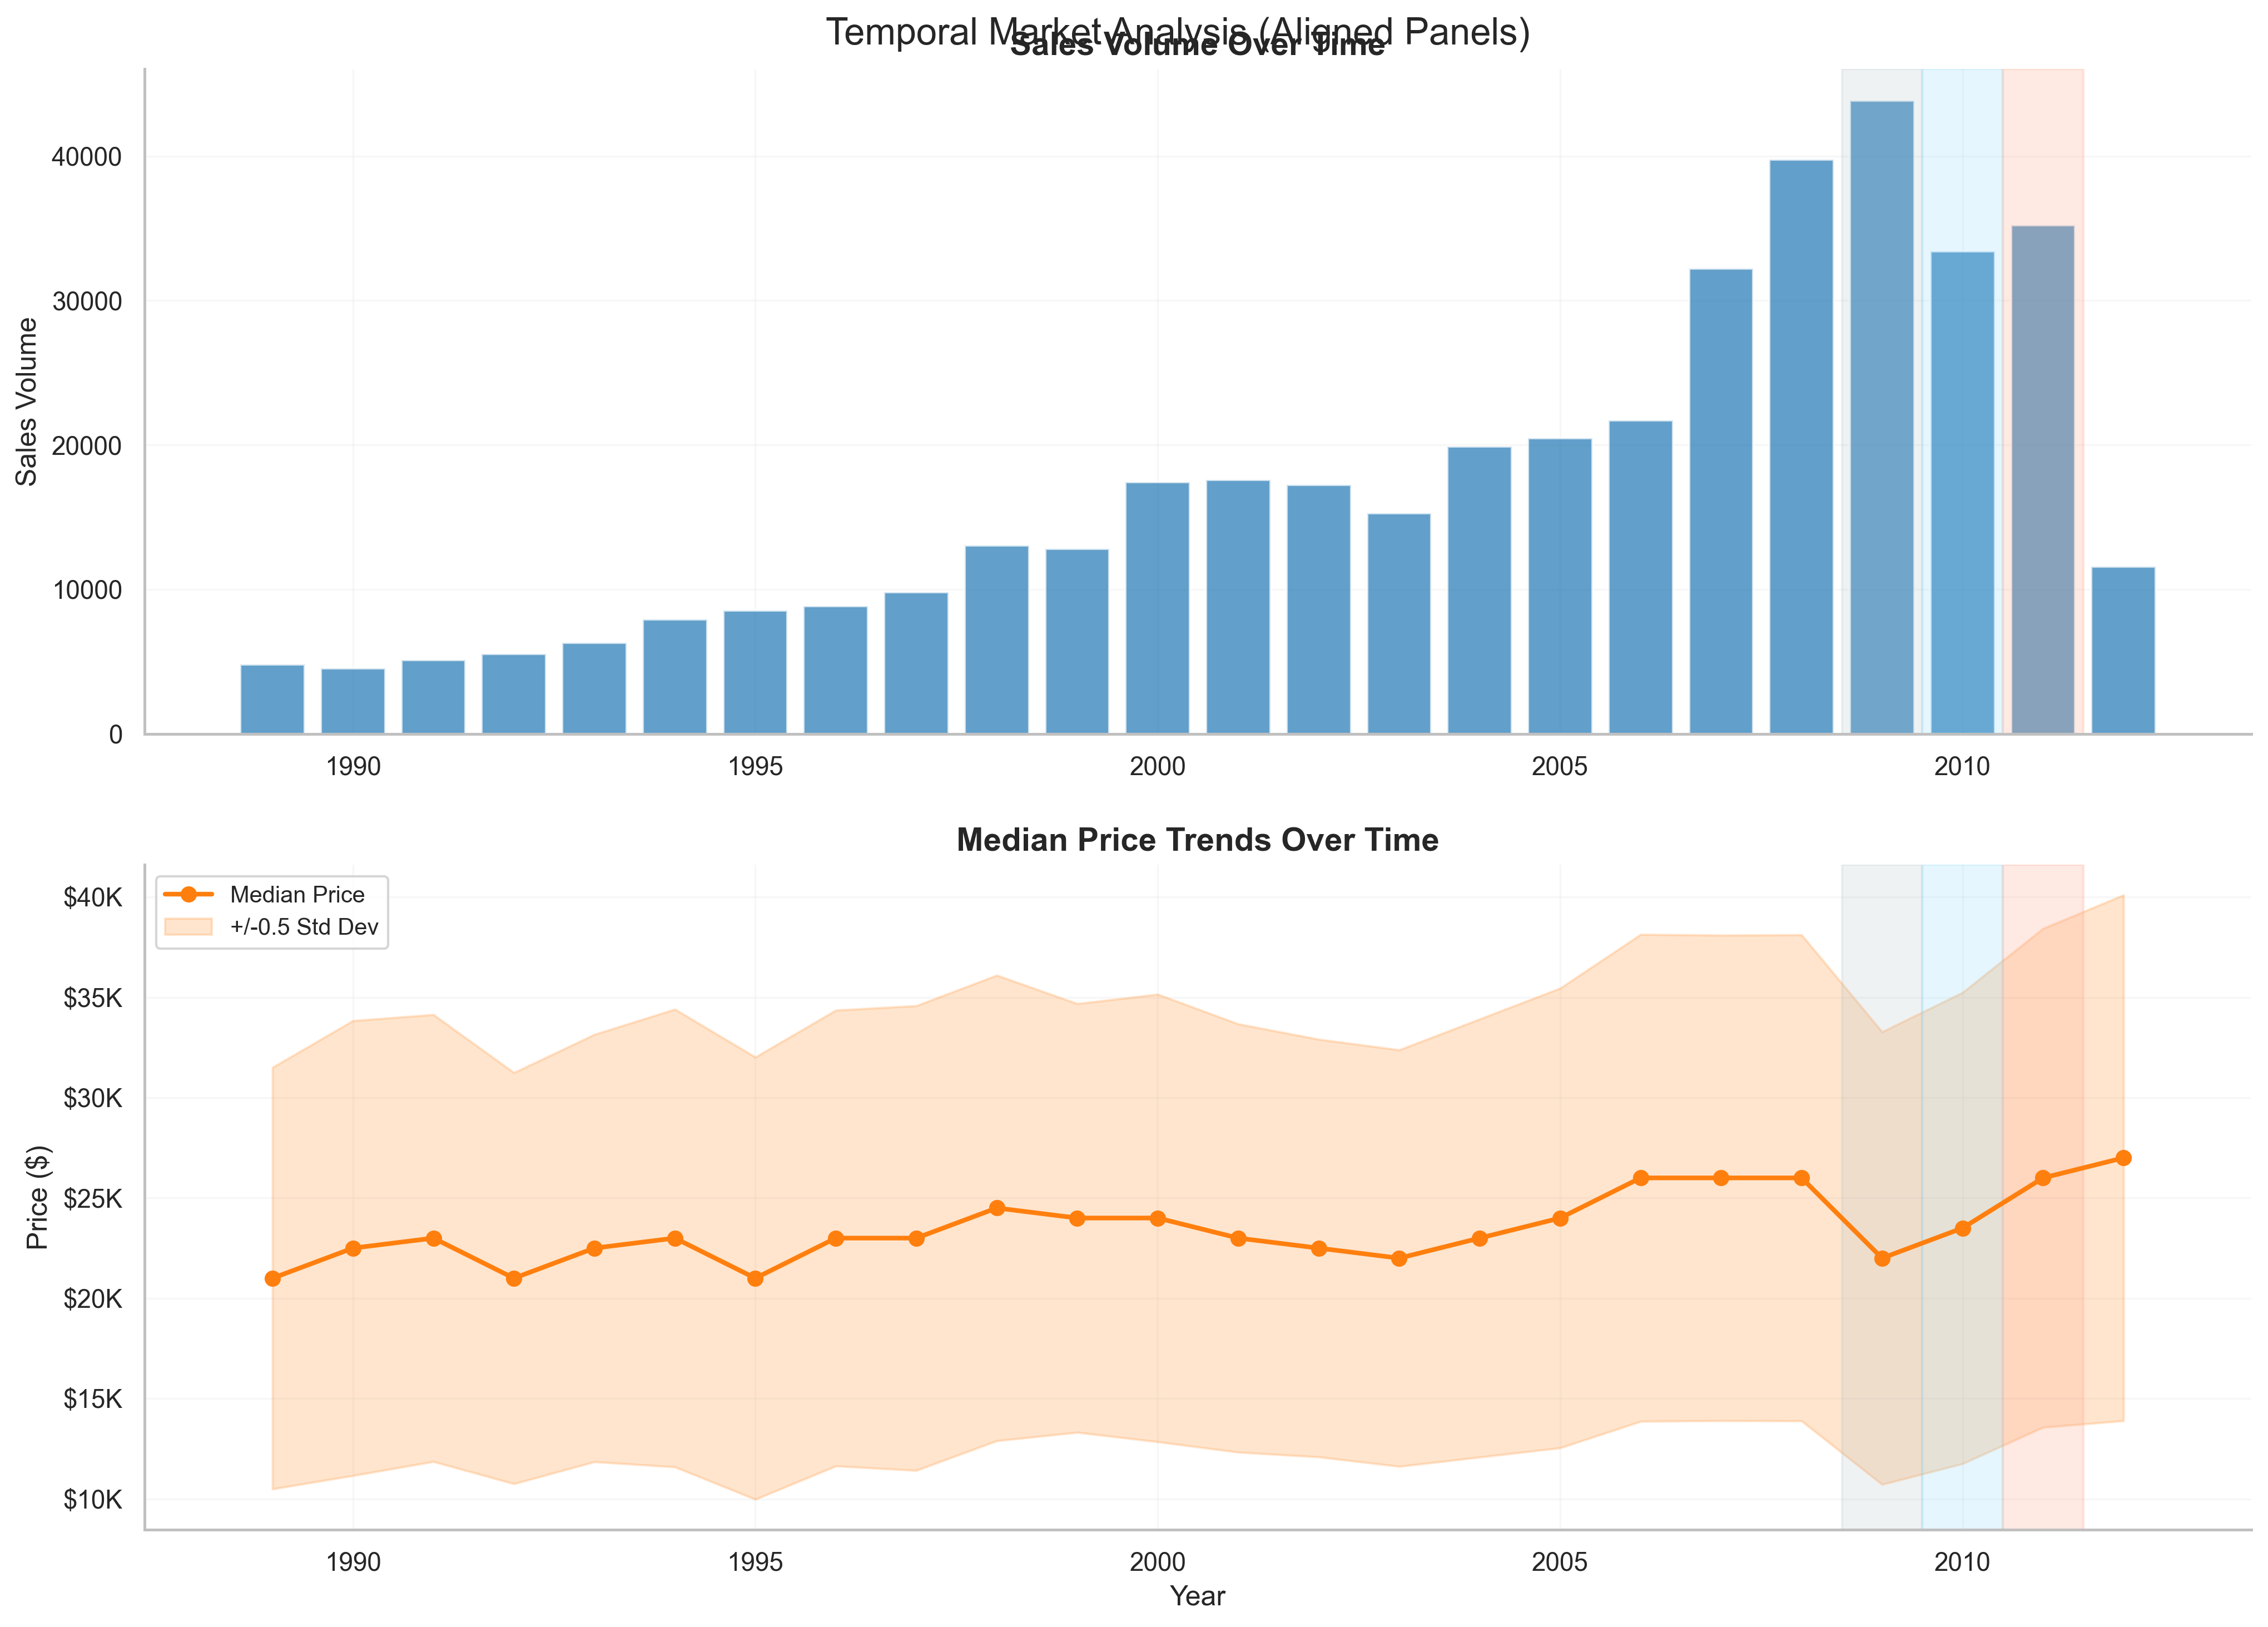 Temporal Market Analysis (Aligned Panels)
Sales Volume Over Time
40000
30000
20000
10000
0
Sales Volume
1990 1995 2000 2005 2010
Median Price Trends Over Time
Median Price
+/-0.5 Std Dev
$40K
$35K
$30K
$25K
$20K
$15K
$10K
Price ($)
1990 1995 2000 2005 2010
Year